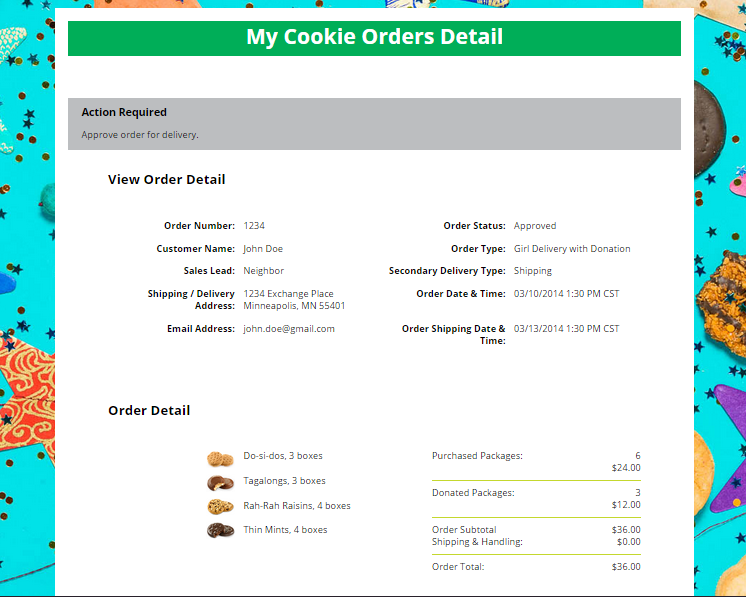 My Cookie Orders Detail
Action Required
Approve order for delivery.
View Order Detail
Order Number: 1234
Order Status: Approved
Customer Name: John Doe
Order Type: Girl Delivery with Donation
Sales Lead: Neighbor
Secondary Delivery Type: Shipping
Shipping / Delivery Address: 1234 Exchange Place
Minneapolis, MN 55401
Order Date & Time: 03/10/2014 1:30 PM CST
Email Address: john.doe@gmail.com
Order Shipping Date & Time: 03/13/2014 1:30 PM CST
Order Detail
Do-si-dos, 3 boxes
Tagalongs, 3 boxes
Rah-Rah Raisins, 4 boxes
Thin Mints, 4 boxes
Purchased Packages: 6
$24.00
Donated Packages: 3
$12.00
Order Subtotal $36.00
Shipping & Handling: $0.00
Order Total: $36.00